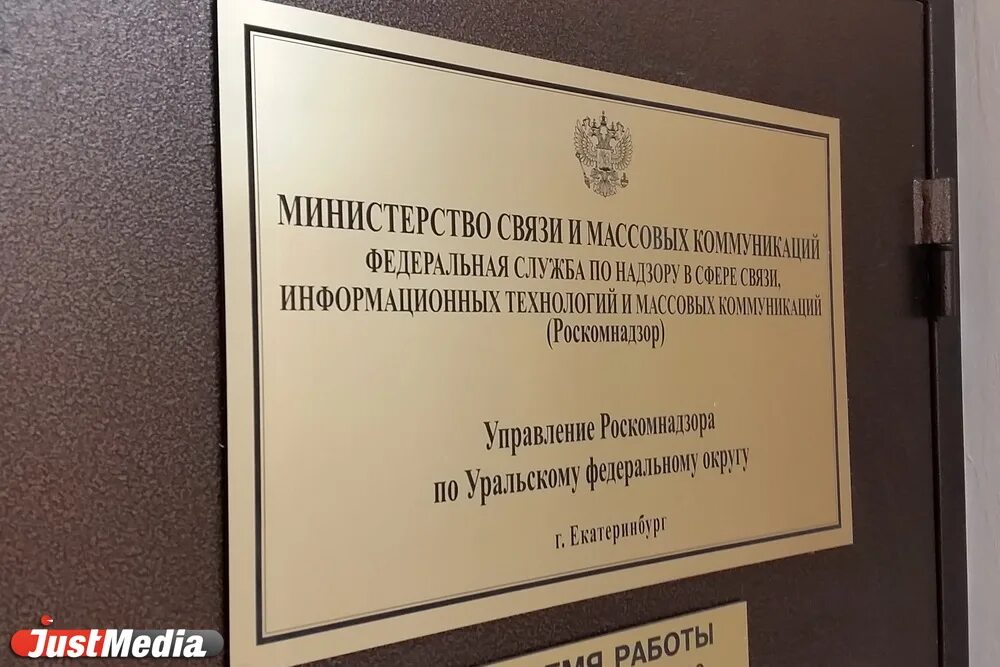 МИНИСТЕРСТВО СВЯЗИ И МАССОВЫХ КОММУНИКАЦИЙ
ФЕДЕРАЛЬНАЯ СЛУЖБА ПО НАДЗОРУ В СФЕРЕ СВЯЗИ,
ИНФОРМАЦИОННЫХ ТЕХНОЛОГИЙ И МАССОВЫХ КОММУНИКАЦИЙ
(Роскомнадзор)
Управление Роскомнадзора
по Уральскому федеральному округу
г. Екатеринбург
РАБОТЫ
JustMedia